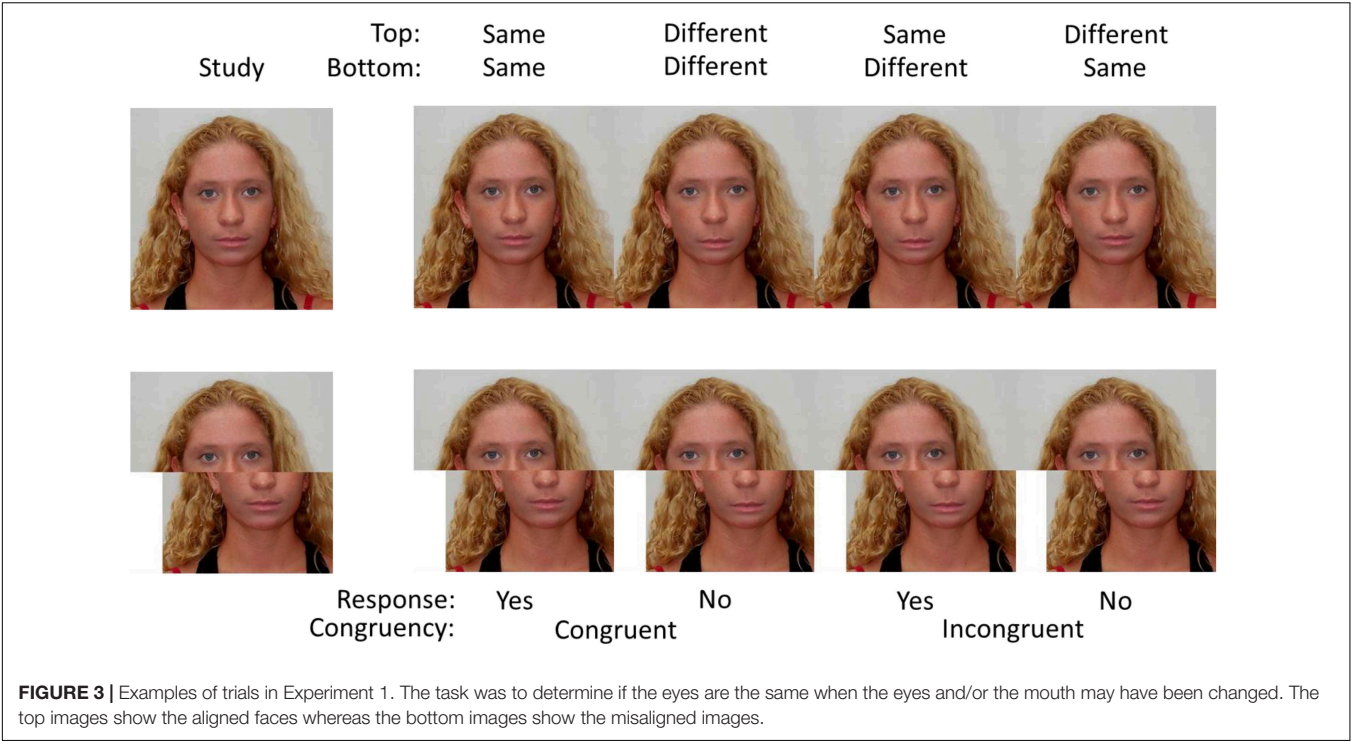 Top: Same Different Same Different
Study Bottom: Same Different Different Same
Response: Yes No Yes No
Congruency: Congruent Incongruent
FIGURE 3 | Examples of trials in Experiment 1. The task was to determine if the eyes are the same when the eyes and/or the mouth may have been changed. The
top images show the aligned faces whereas the bottom images show the misaligned images.